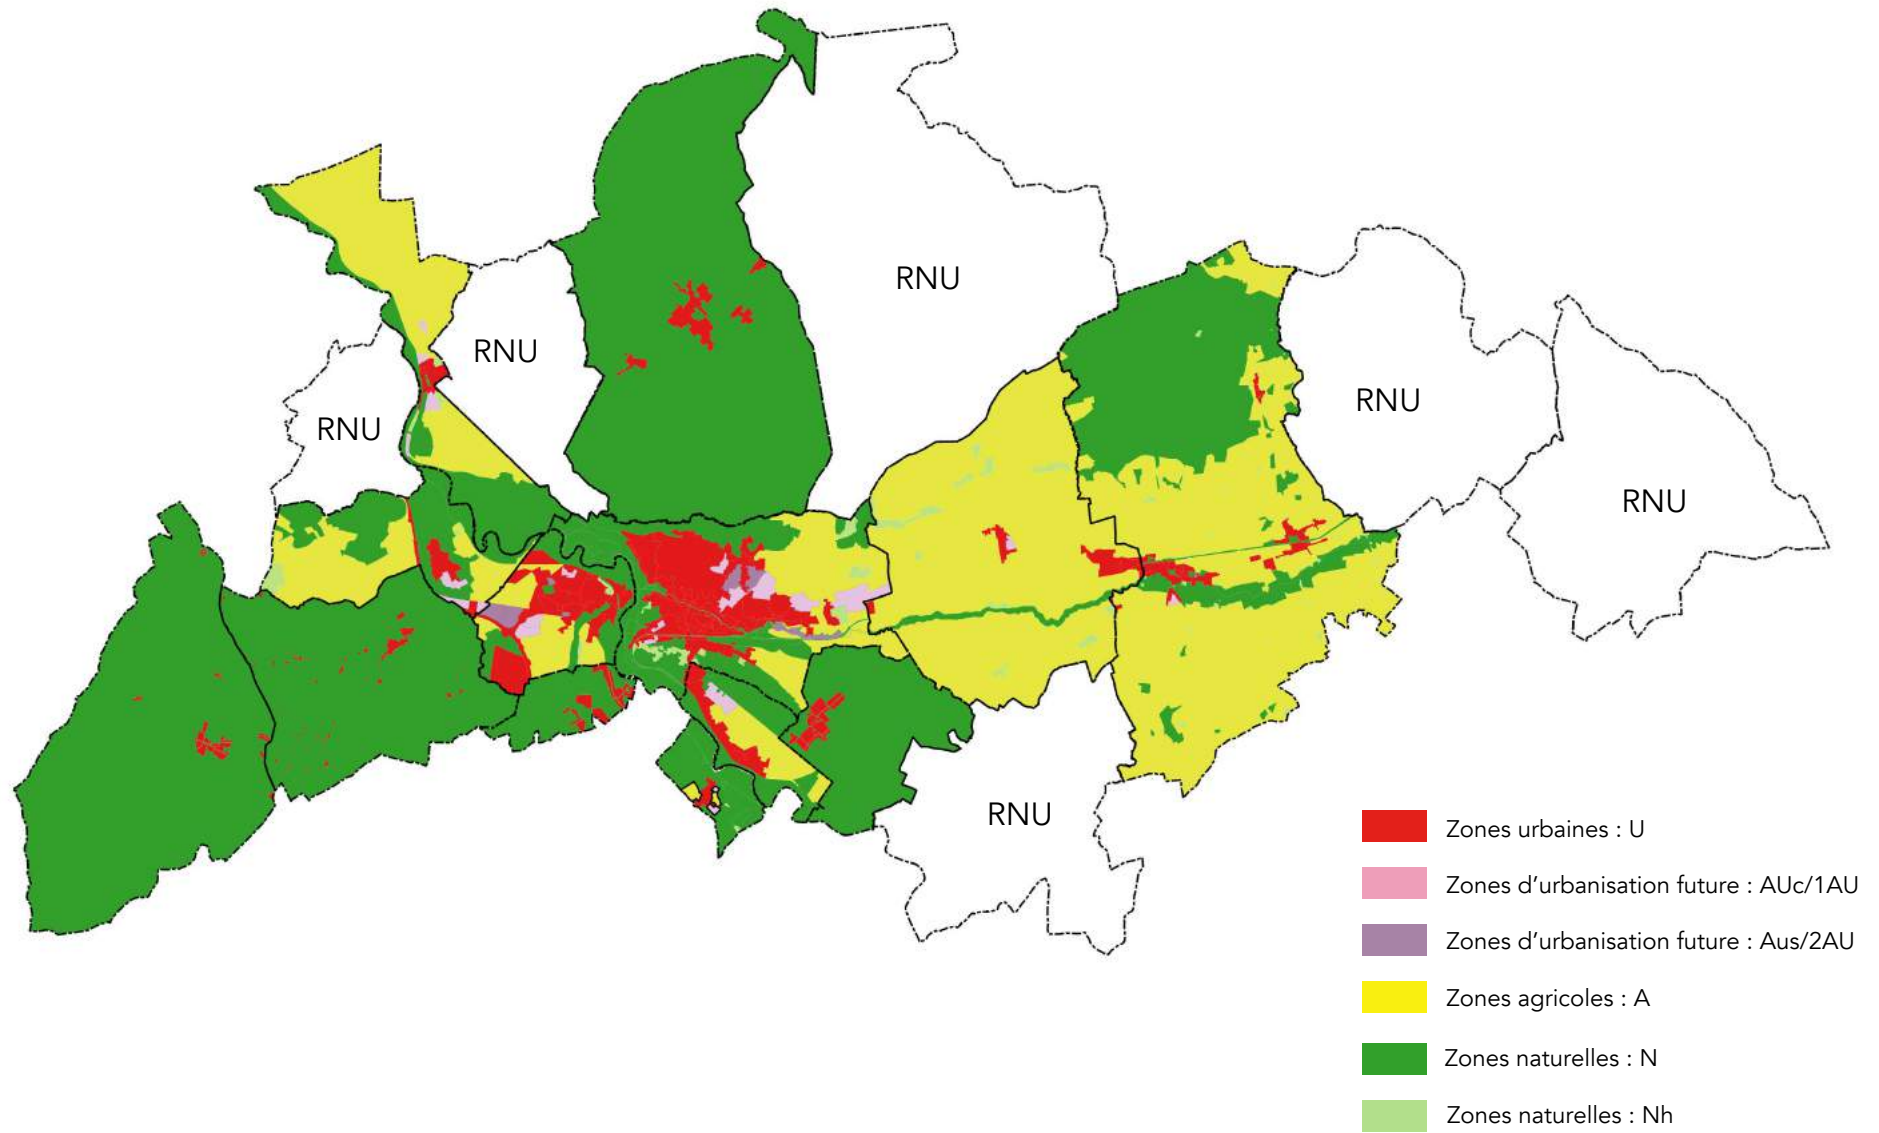 RNU
RNU
RNU
RNU
RNU
RNU
Zones urbaines : U
Zones d’urbanisation future : AUc/1AU
Zones d’urbanisation future : Aus/2AU
Zones agricoles : A
Zones naturelles : N
Zones naturelles : Nh